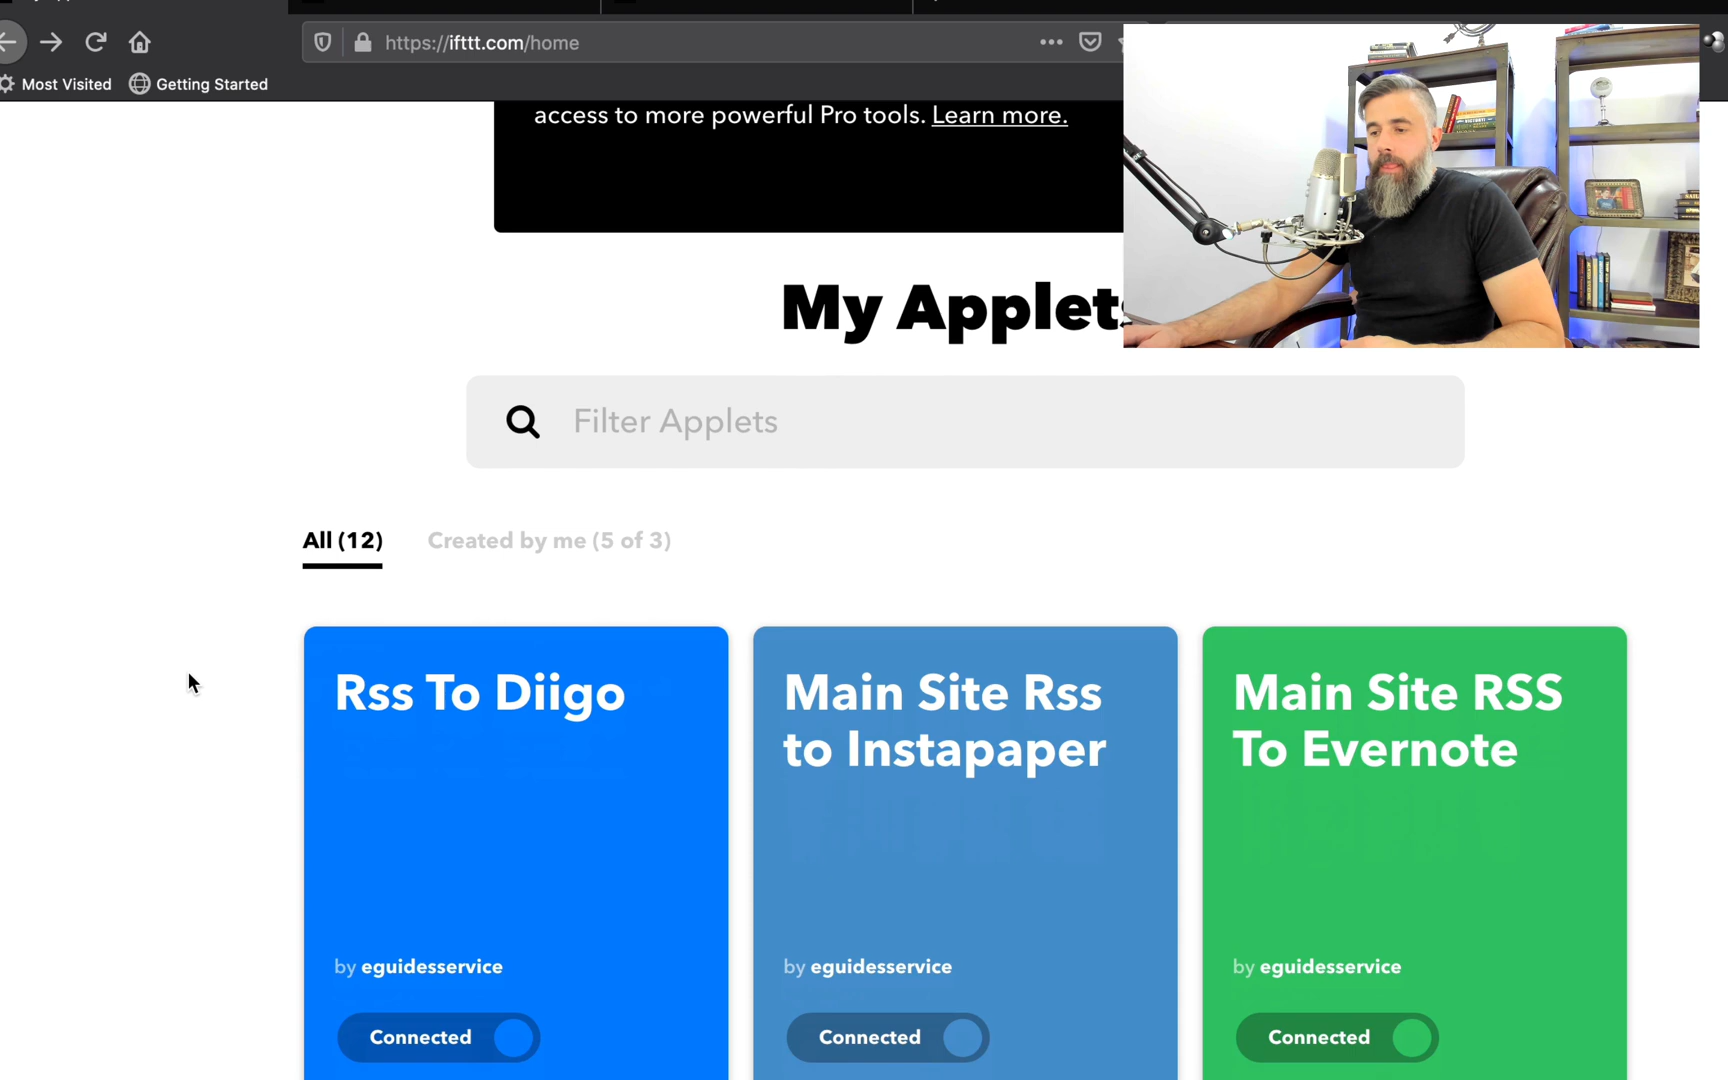 https://ifttt.com/home
Most Visited
Getting Started
access to more powerful Pro tools. Learn more.
My Applets
Filter Applets
All (12)
Created by me (5 of 3)
Rss To Diigo
Main Site Rss
to Instapaper
Main Site RSS
To Evernote
by eguidesservice
by eguidesservice
by eguidesservice
Connected
Connected
Connected